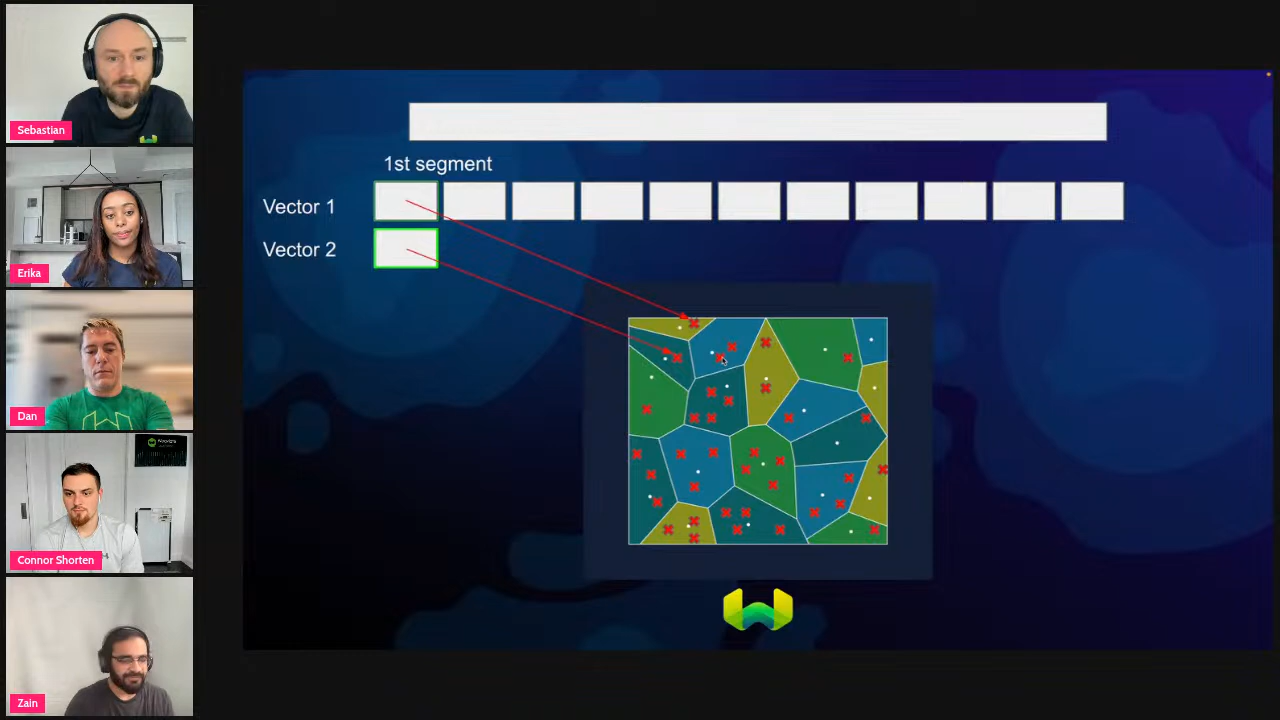 Sebastian
Erika
Dan
Connor Shorten
Zain
1st segment
Vector 1
Vector 2